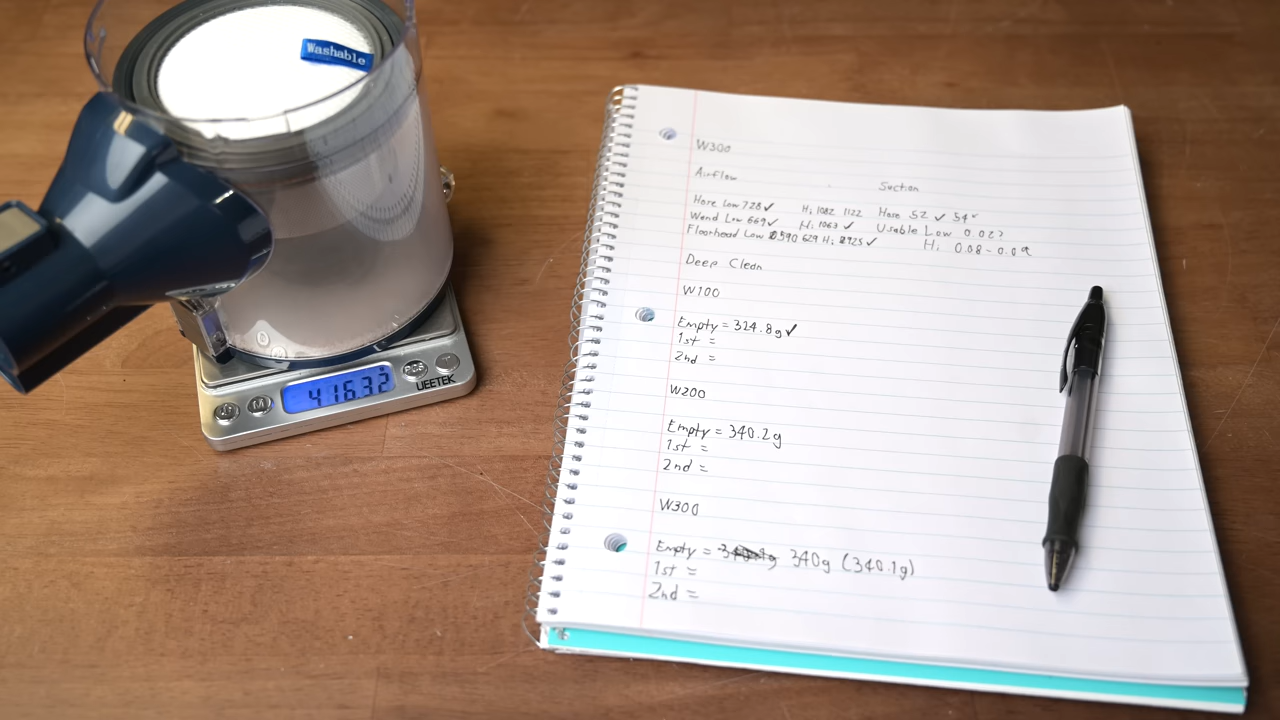 Washable
416.32
PCS
T
M
UEETEK
W300
Airflow
Suction
Hose Low 728 ✓ Hi 1082 1122 Hose 52 ✓ 54 ✓
Wand Low 669 ✓ Hi 1063 ✓ Usable Low 0.02?
Floorhead Low 590 629 Hi 925 ✓ Hi 0.08-0.09
Deep Clean
W100
Empty = 324.8g ✓
1st =
2nd =
W200
Empty = 340.2g
1st =
2nd =
W300
Empty = 340g (340.1g)
1st =
2nd =